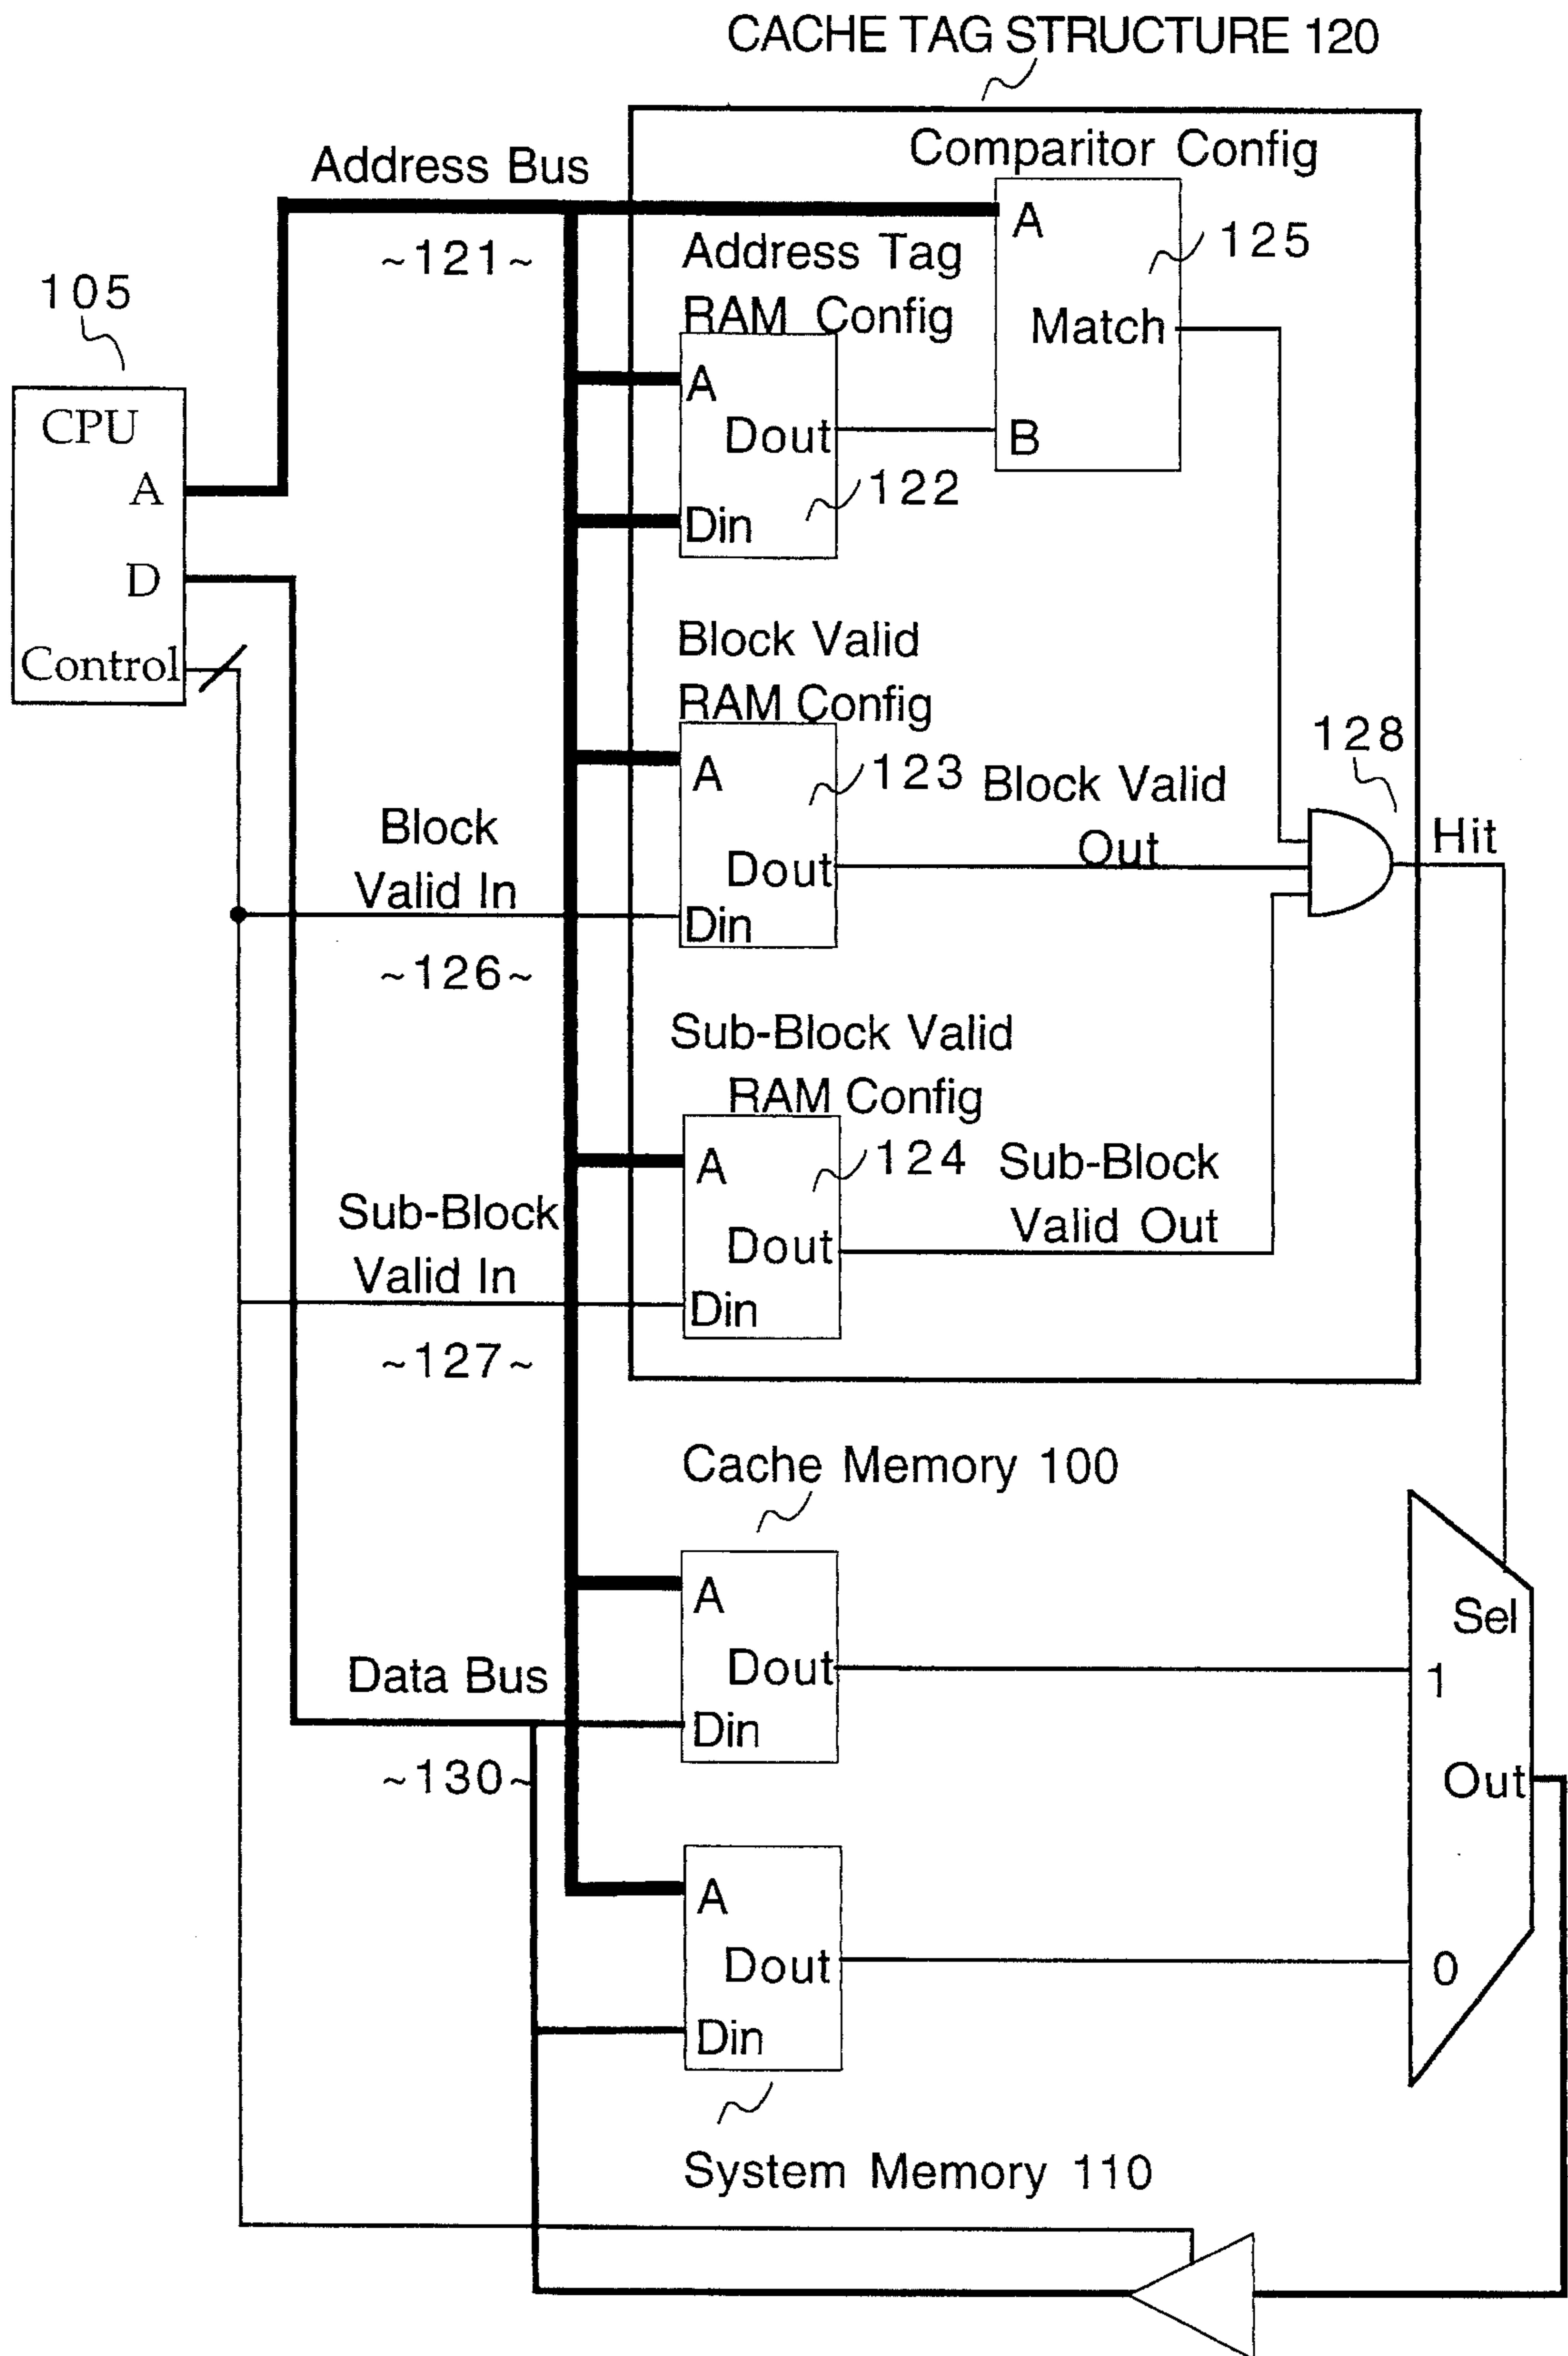 CACHE TAG STRUCTURE 120
Comparitor Config
Address Bus
~121~
A
125
Match
B
Address Tag
RAM Config
A
Dout
122
Din
105
CPU
A
D
Control
Block Valid
RAM Config
A
123
Dout
Din
Block Valid
Out
128
Hit
Block
Valid In
~126~
Sub-Block Valid
RAM Config
A
124
Dout
Din
Sub-Block
Valid Out
Sub-Block
Valid In
~127~
Cache Memory 100
A
Dout
Din
Data Bus
~130~
Sel
1
Out
0
A
Dout
Din
System Memory 110